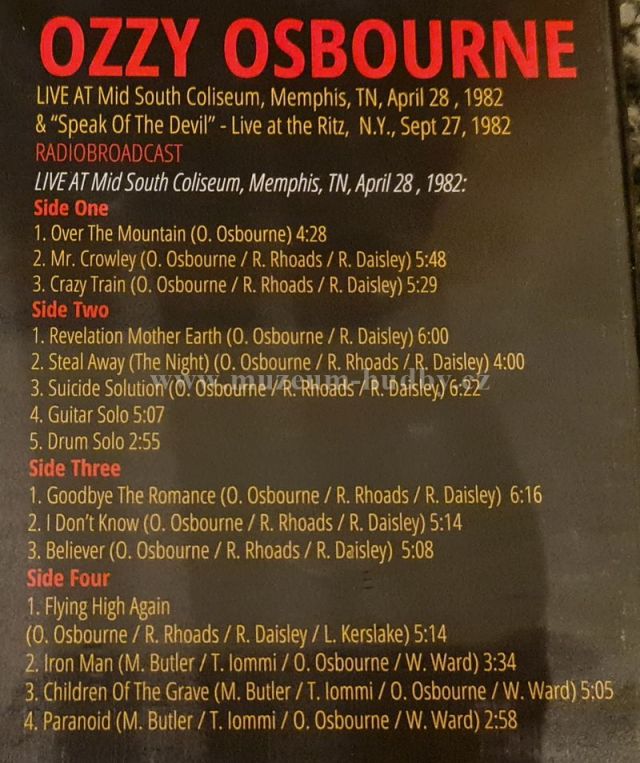 OZZY OSBOURNE
LIVE AT Mid South Coliseum, Memphis, TN, April 28 , 1982
& “Speak Of The Devil” - Live at the Ritz, N.Y., Sept 27, 1982
RADIOBROADCAST
LIVE AT Mid South Coliseum, Memphis, TN, April 28 , 1982:
Side One
1. Over The Mountain (O. Osbourne) 4:28
2. Mr. Crowley (O. Osbourne / R. Rhoads / R. Daisley) 5:48
3. Crazy Train (O. Osbourne / R. Rhoads / R. Daisley) 5:29
Side Two
1. Revelation Mother Earth (O. Osbourne / R. Daisley) 6:00
2. Steal Away (The Night) (O. Osbourne / R. Rhoads / R. Daisley) 4:00
www.muzeum-hudby.cz
3. Suicide Solution (O. Osbourne / R. Rhoads / R. Daisley) 6:22
4. Guitar Solo 5:07
5. Drum Solo 2:55
Side Three
1. Goodbye The Romance (O. Osbourne / R. Rhoads / R. Daisley) 6:16
2. I Don’t Know (O. Osbourne / R. Rhoads / R. Daisley) 5:14
3. Believer (O. Osbourne / R. Rhoads / R. Daisley) 5:08
Side Four
1. Flying High Again
(O. Osbourne / R. Rhoads / R. Daisley / L. Kerslake) 5:14
2. Iron Man (M. Butler / T. Iommi / O. Osbourne / W. Ward) 3:34
3. Children Of The Grave (M. Butler / T. Iommi / O. Osbourne / W. Ward) 5:05
4. Paranoid (M. Butler / T. Iommi / O. Osbourne / W. Ward) 2:58